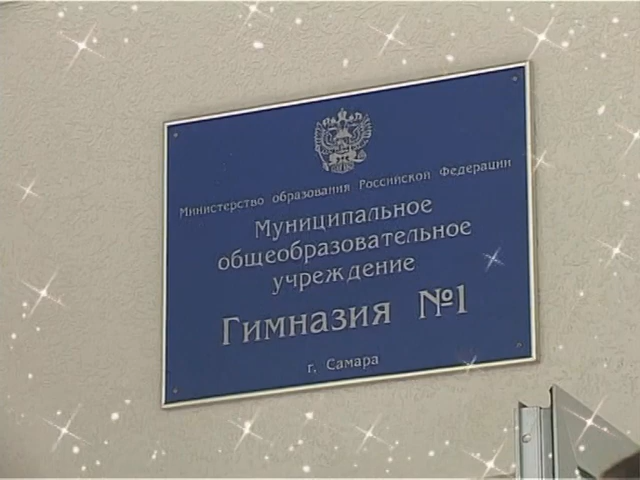 Министерство образования Российской Федерации
Муниципальное
общеобразовательное
учреждение
Гимназия №1
г. Самара